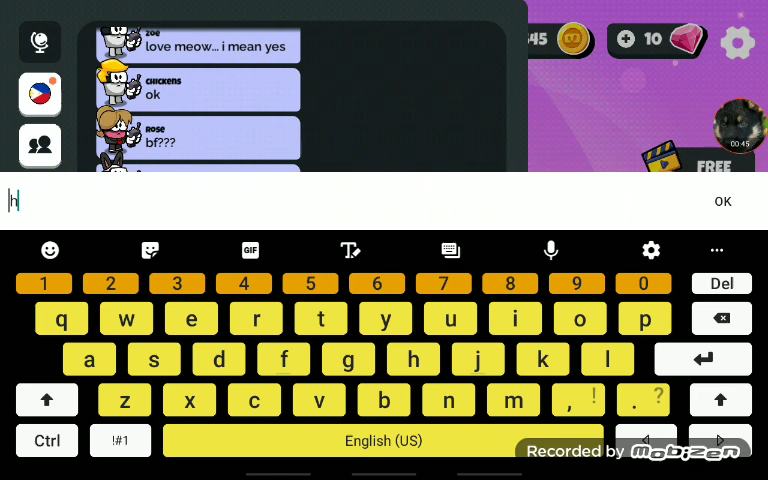 zoe
love meow... i mean yes
645
10
CHICKENS
ok
ROSE
bf???
00:45
FREE
h
OK
GIF
T
1 2 3 4 5 6 7 8 9 0 Del
q w e r t y u i o p
a s d f g h j k l
z x c v b n m , ! . ?
Ctrl !#1 English (US)
Recorded by Mobizen